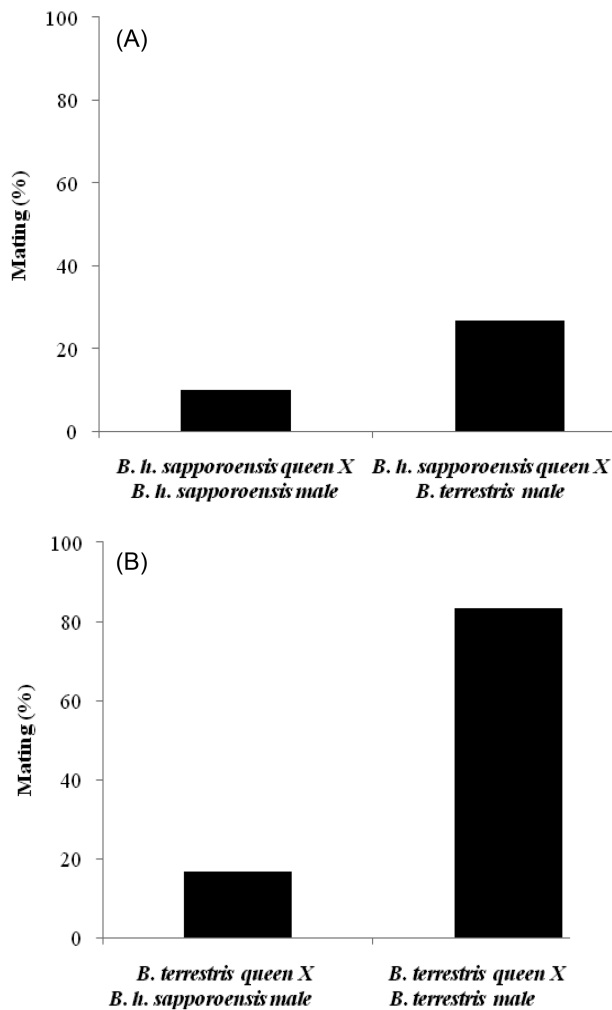 (A)
100
80
60
40
20
0
Mating (%)
B. h. sapporoensis queen X
B. h. sapporoensis male
B. h. sapporoensis queen X
B. terrestris male
(B)
100
80
60
40
20
0
Mating (%)
B. terrestris queen X
B. h. sapporoensis male
B. terrestris queen X
B. terrestris male